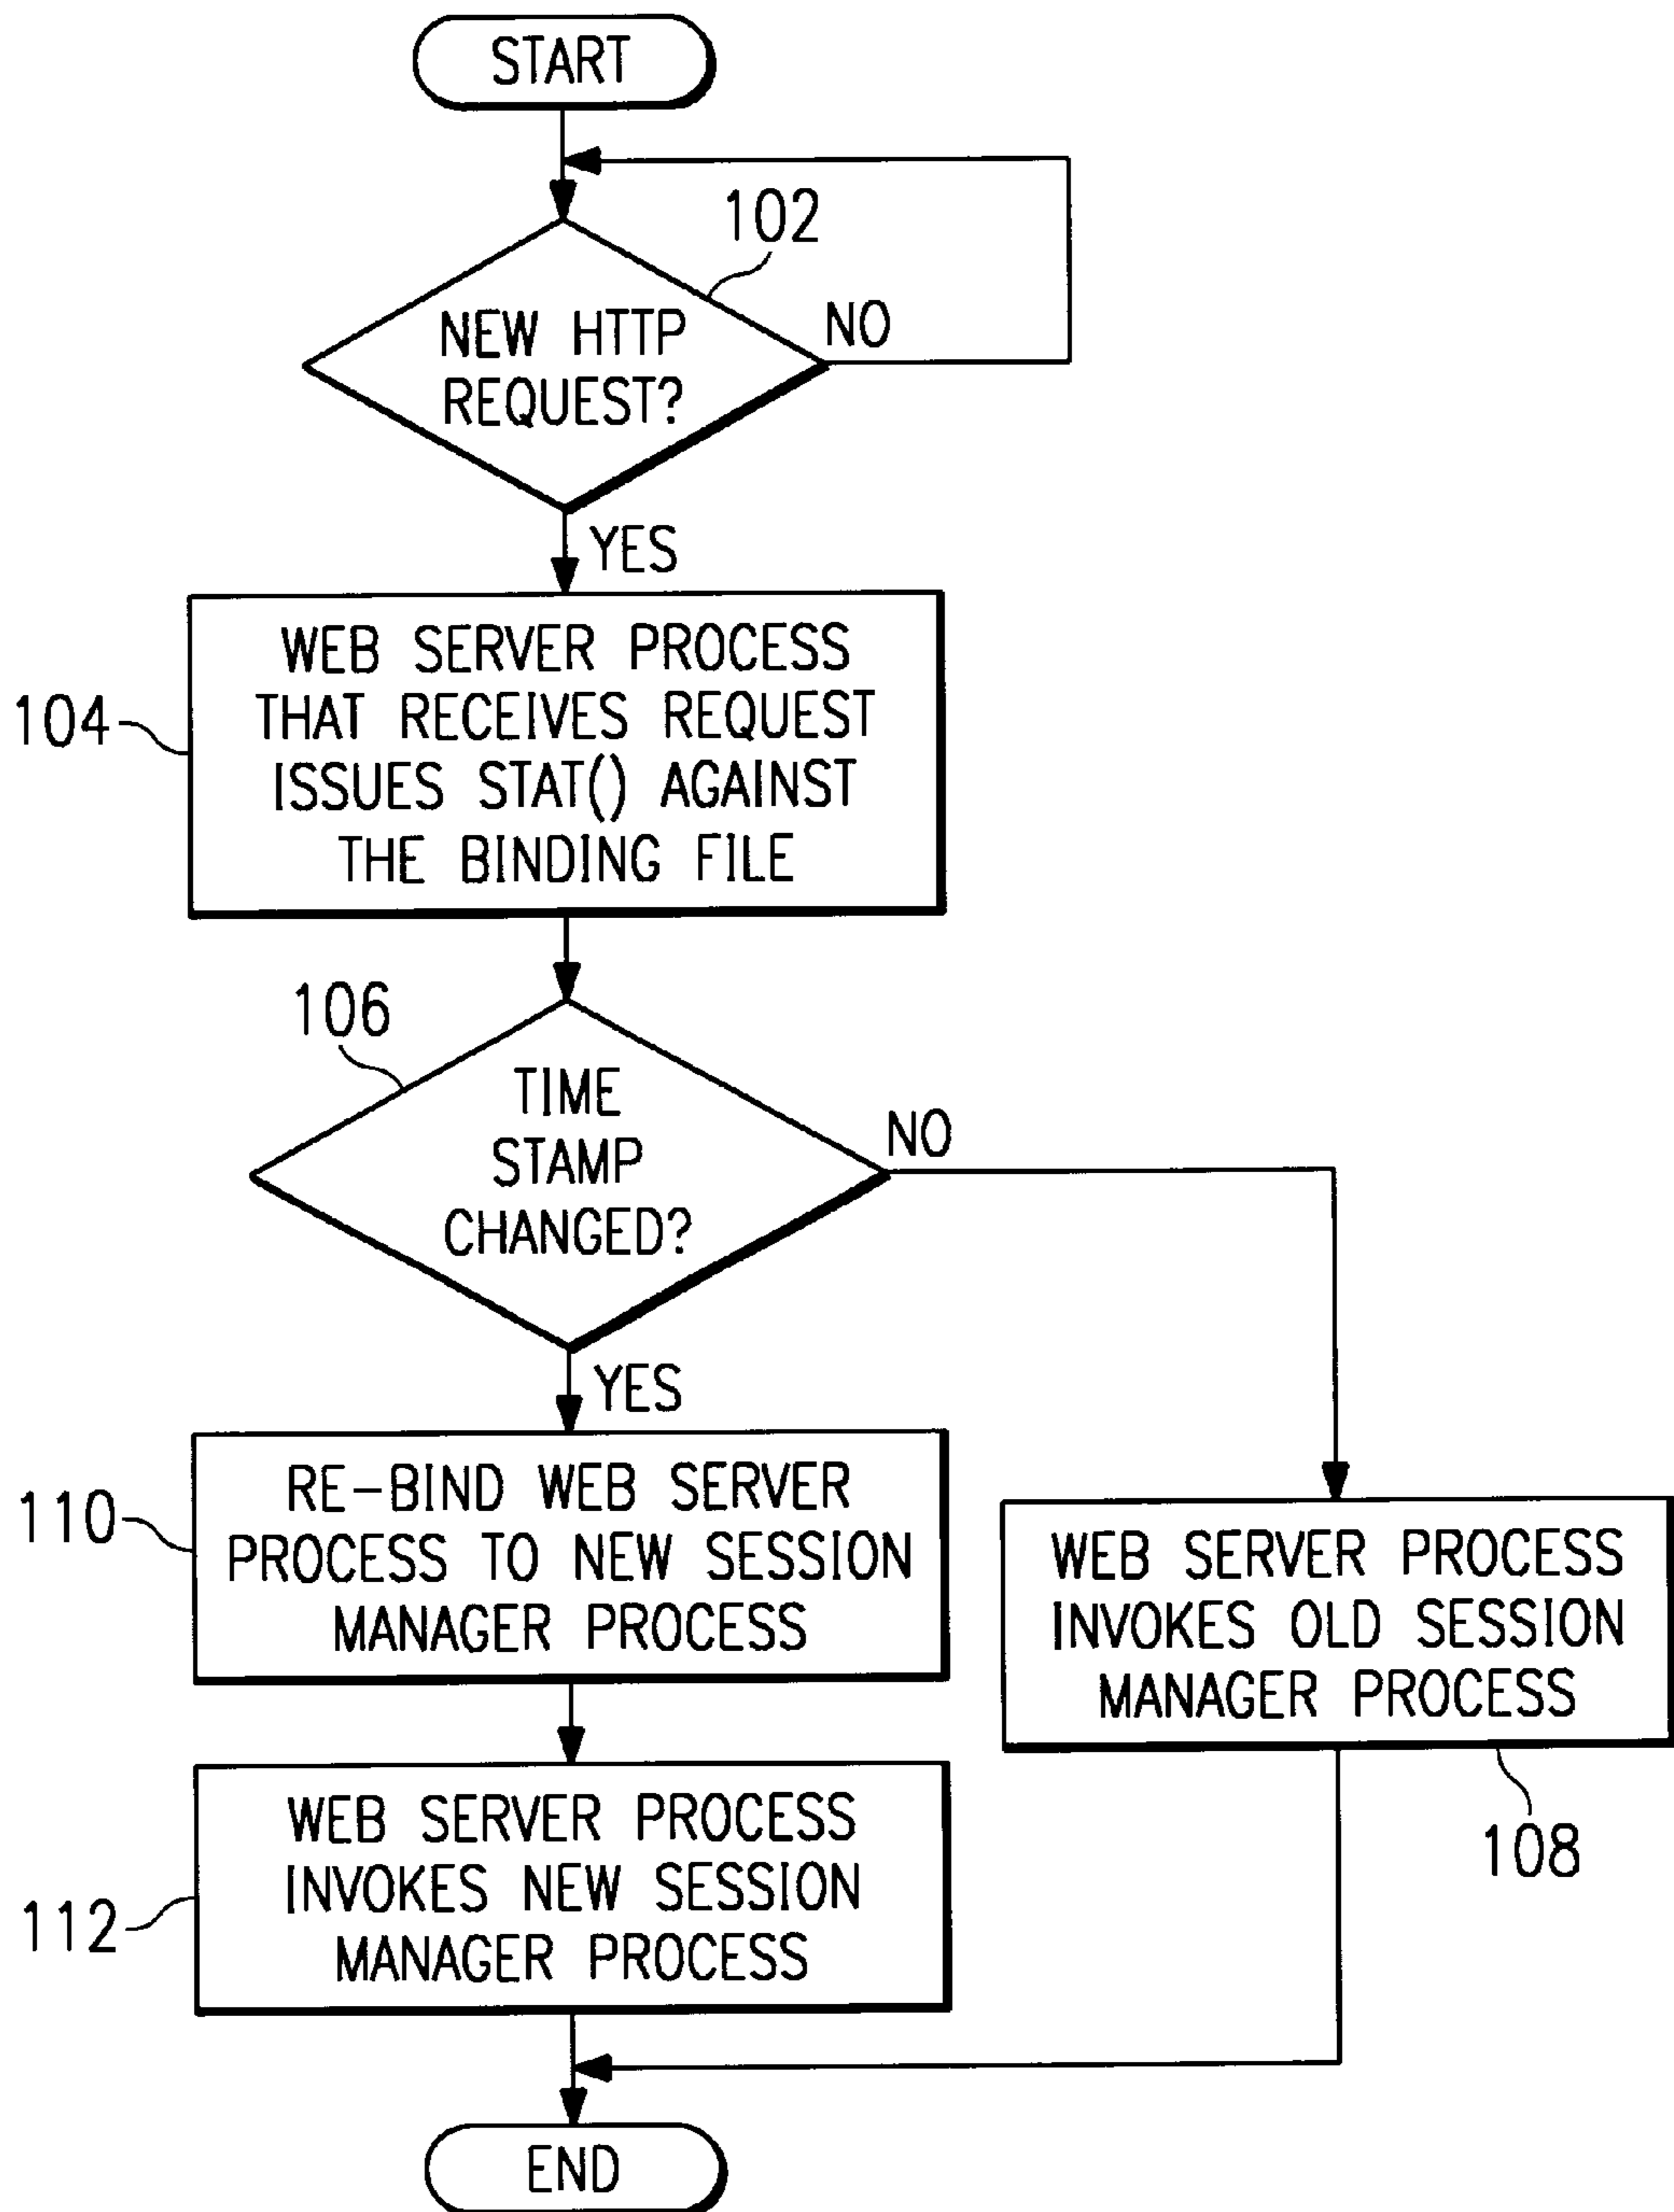 START
102
NEW HTTP
REQUEST?
NO
YES
104
WEB SERVER PROCESS
THAT RECEIVES REQUEST
ISSUES STAT() AGAINST
THE BINDING FILE
106
TIME
STAMP
CHANGED?
NO
YES
110
RE-BIND WEB SERVER
PROCESS TO NEW SESSION
MANAGER PROCESS
WEB SERVER PROCESS
INVOKES OLD SESSION
MANAGER PROCESS
108
112
WEB SERVER PROCESS
INVOKES NEW SESSION
MANAGER PROCESS
END